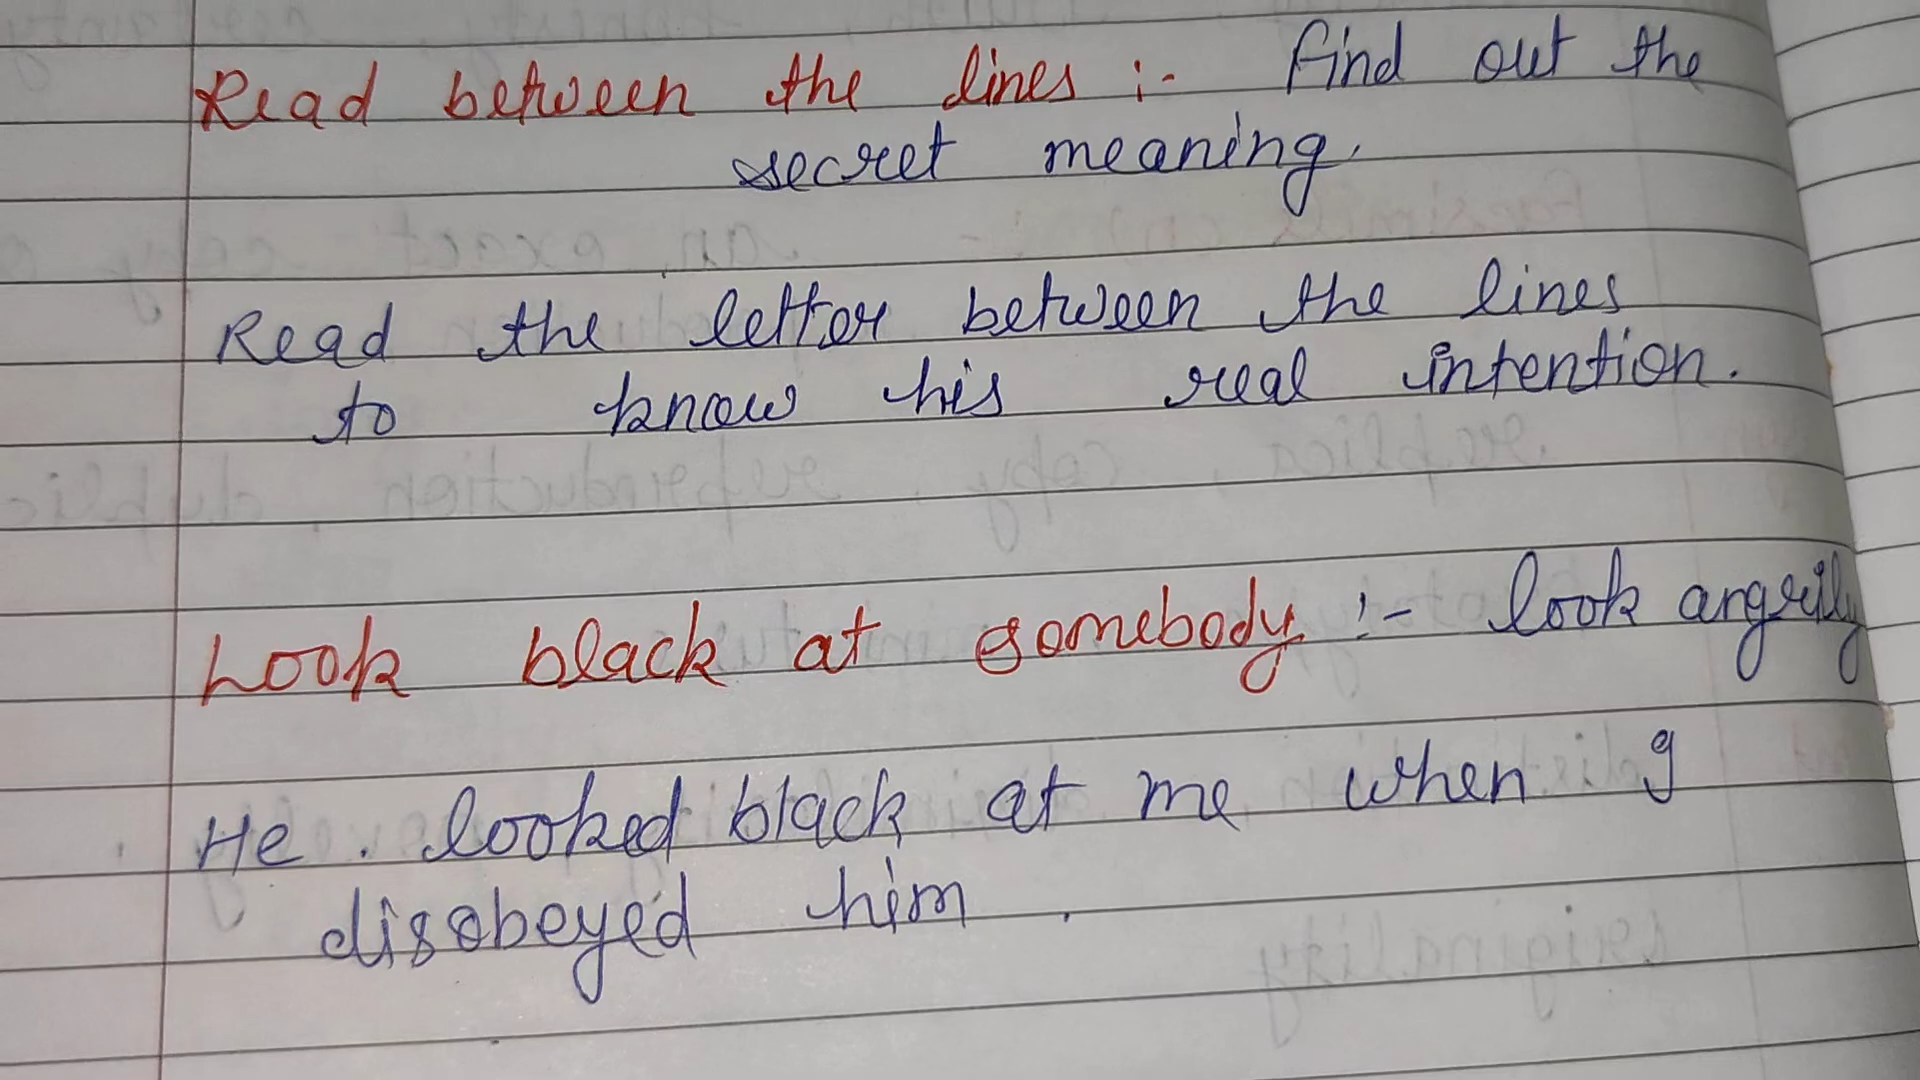 Read between the lines :- find out the
secret meaning.
Read the letter between the lines
to know his real intention.
Look black at somebody :- look angrily
He . looked black at me when I
disobeyed him .